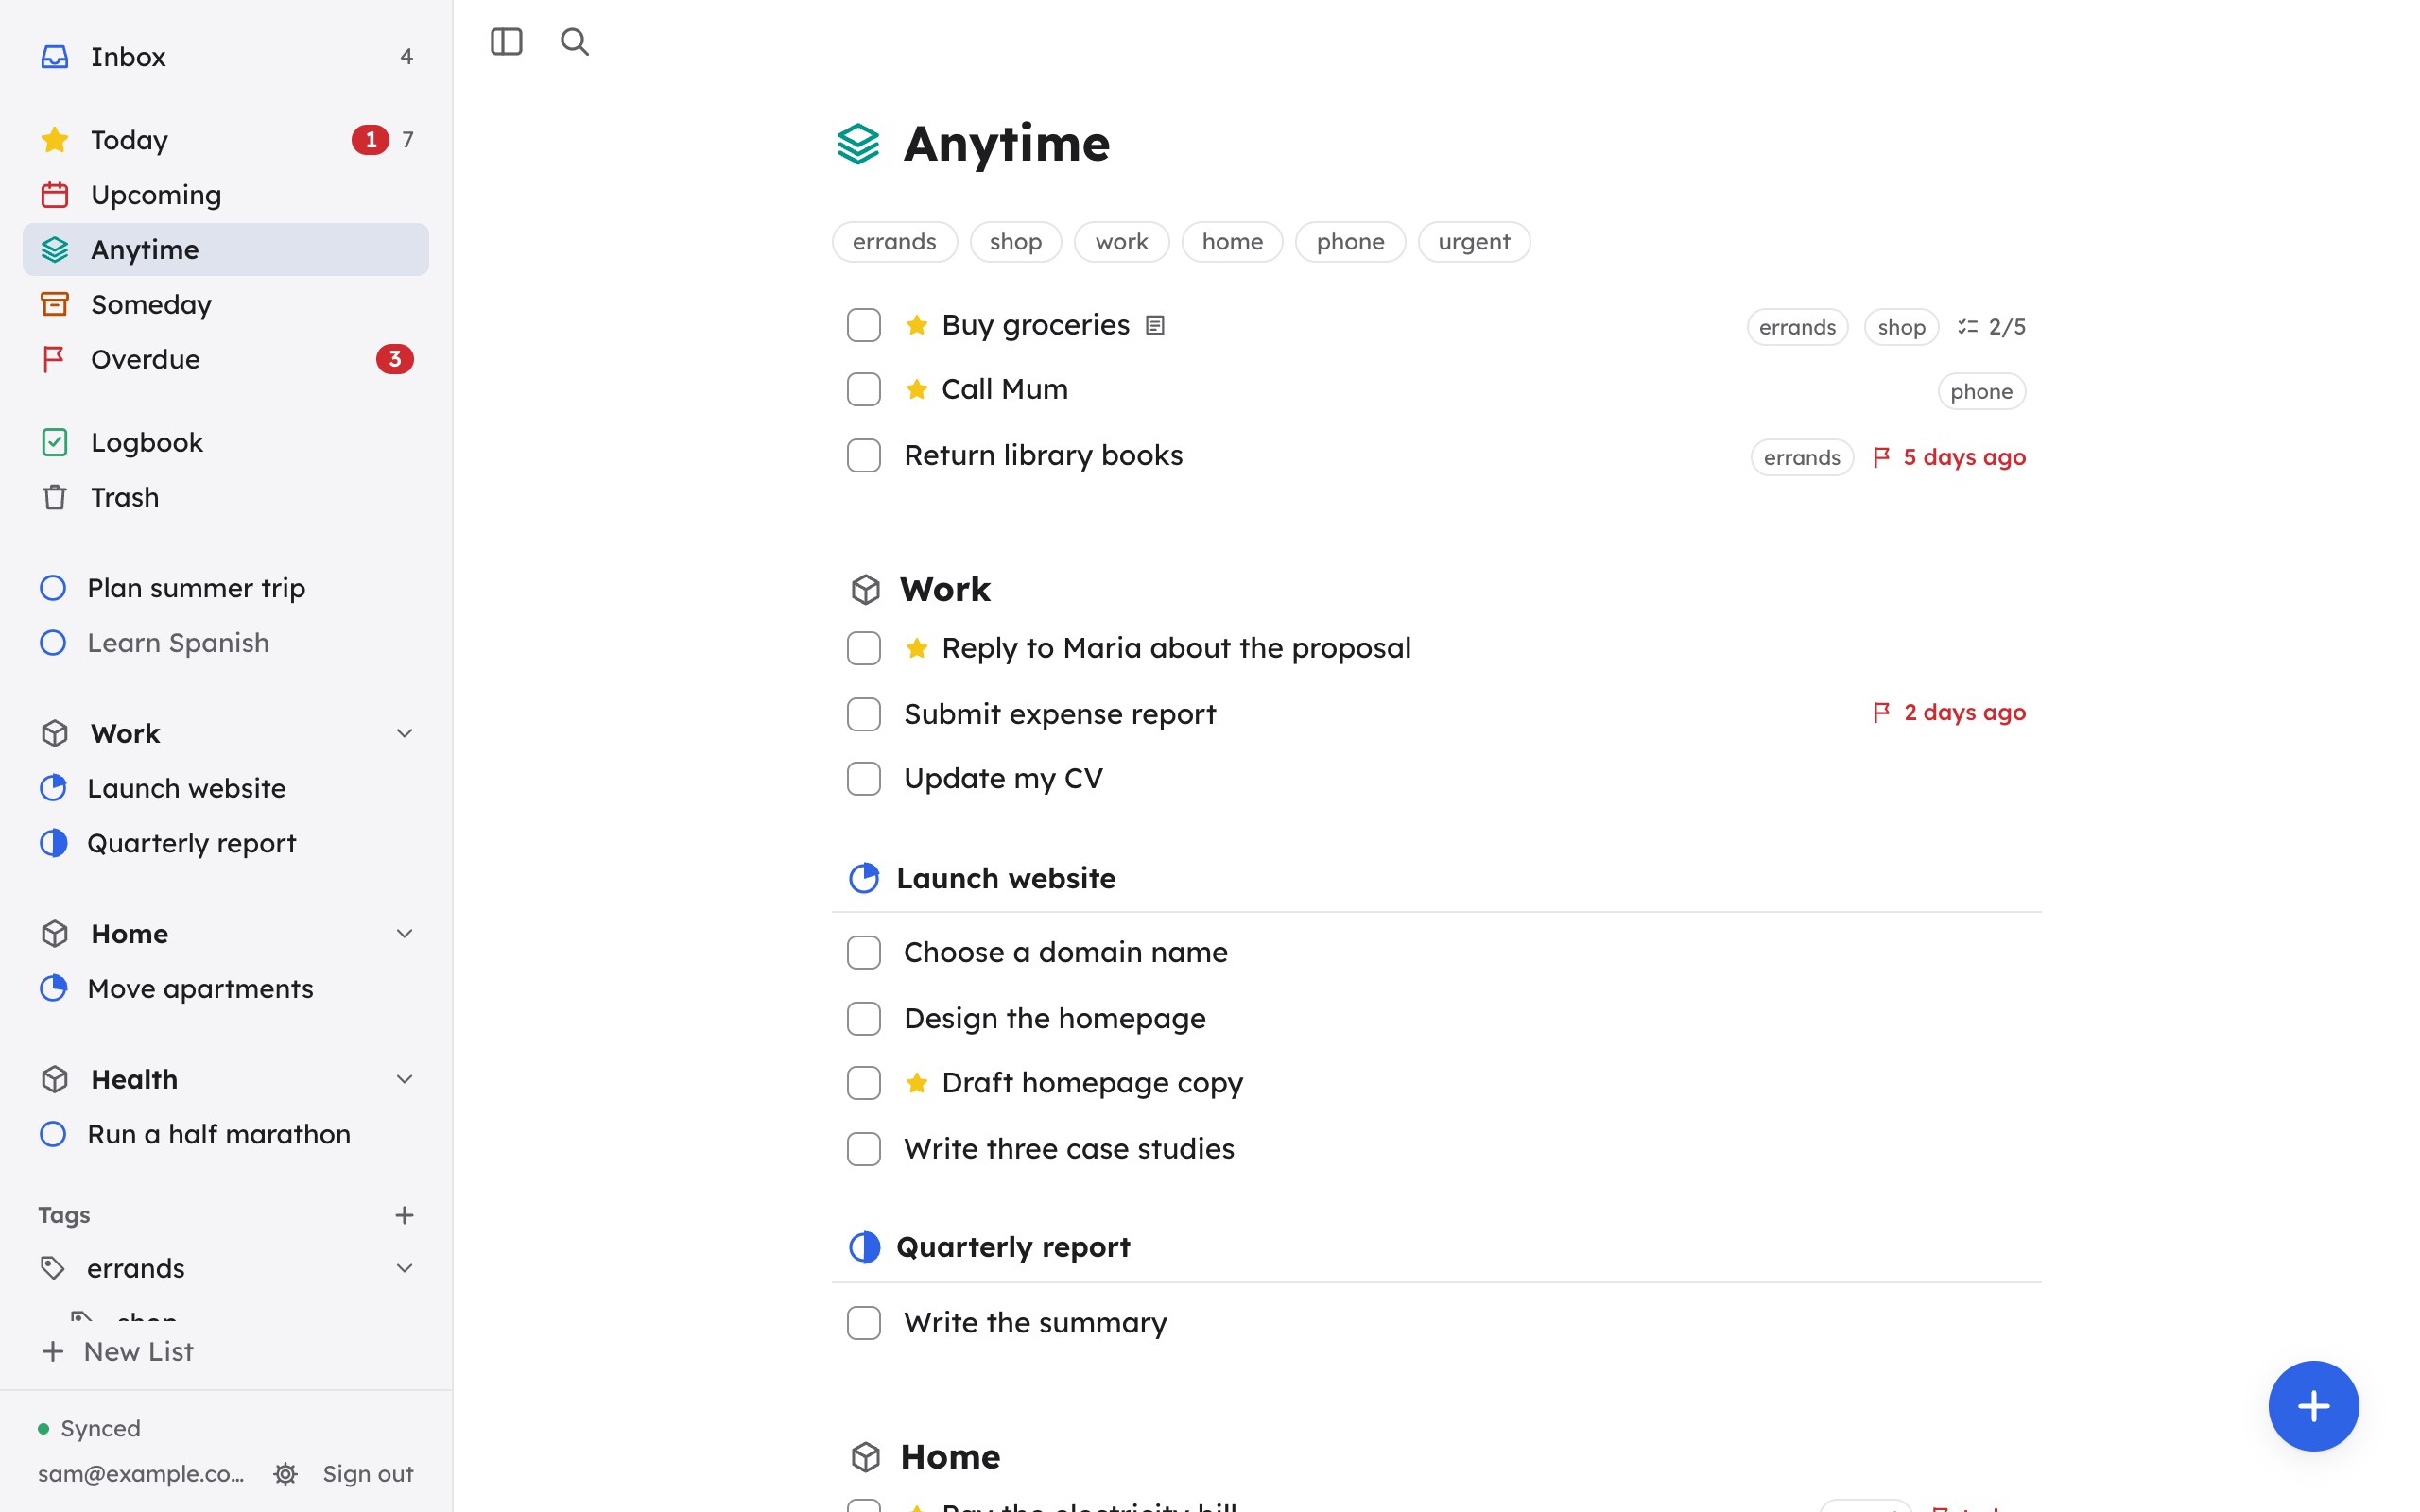 Inbox 4
Today 1 7
Upcoming
Anytime
Someday
Overdue 3
Logbook
Trash
Plan summer trip
Learn Spanish
Work
Launch website
Quarterly report
Home
Move apartments
Health
Run a half marathon
Tags
errands
shop
New List
Synced
sam@example.co… Sign out
Anytime
errands shop work home phone urgent
Buy groceries errands shop 2/5
Call Mum phone
Return library books errands 5 days ago
Work
Reply to Maria about the proposal
Submit expense report 2 days ago
Update my CV
Launch website
Choose a domain name
Design the homepage
Draft homepage copy
Write three case studies
Quarterly report
Write the summary
Home
Pay the electricity bill